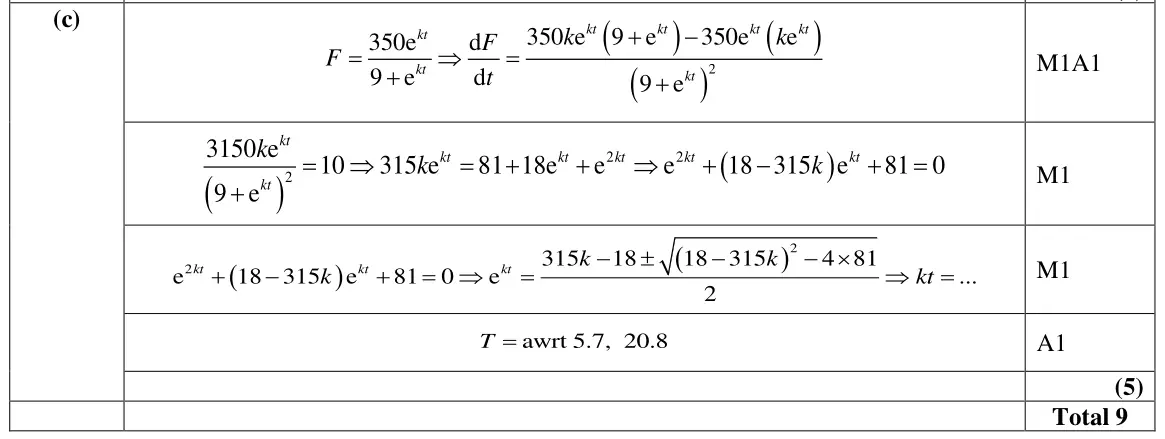 (c)
F = 350e^{kt} / (9 + e^{kt}) ⇒ dF/dt = (350ke^{kt}(9 + e^{kt}) − 350e^{kt}(ke^{kt})) / (9 + e^{kt})^2 M1A1
3150ke^{kt} / (9 + e^{kt})^2 = 10 ⇒ 315ke^{kt} = 81 + 18e^{kt} + e^{2kt} ⇒ e^{2kt} + (18 − 315k)e^{kt} + 81 = 0 M1
e^{2kt} + (18 − 315k)e^{kt} + 81 = 0 ⇒ e^{kt} = (315k − 18 ± √((18 − 315k)^2 − 4×81)) / 2 ⇒ kt = ... M1
T = awrt 5.7, 20.8 A1
(5)
Total 9